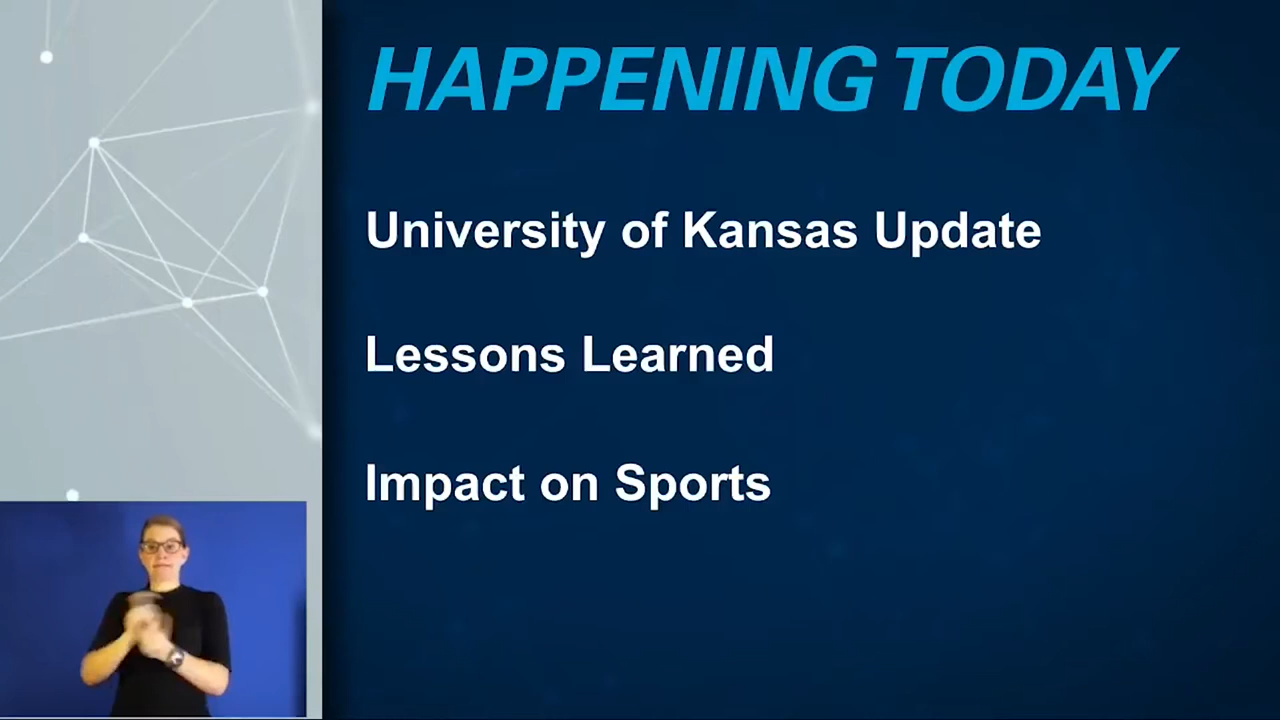 HAPPENING TODAY
University of Kansas Update
Lessons Learned
Impact on Sports